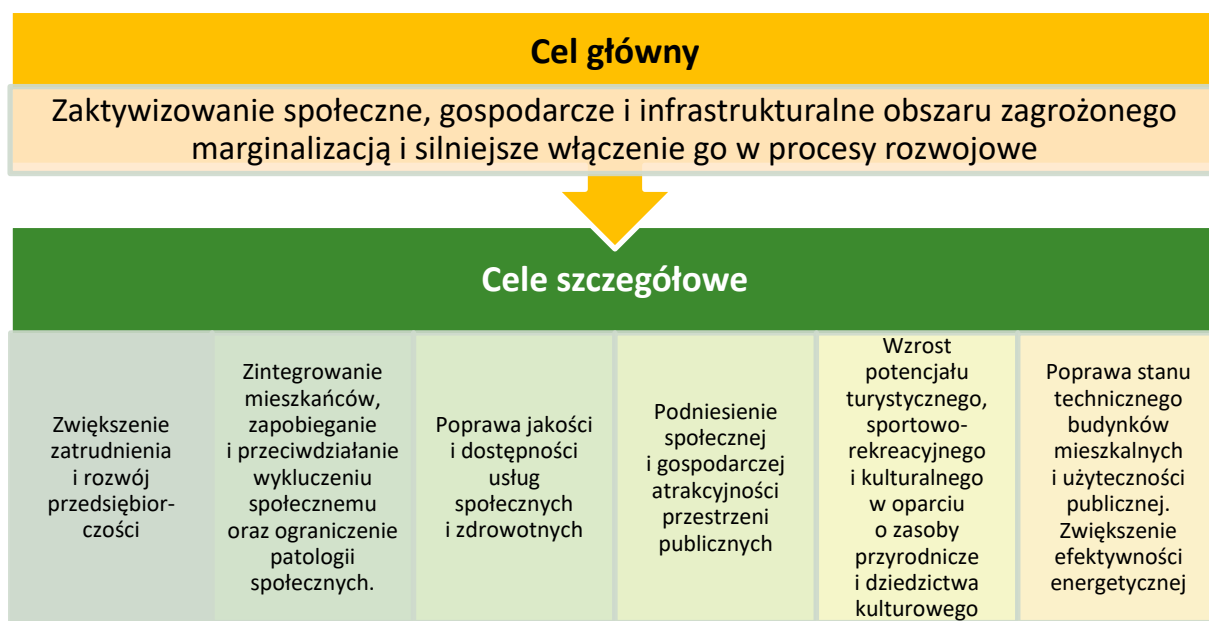 Cel główny
Zaktywizowanie społeczne, gospodarcze i infrastrukturalne obszaru zagrożonego
marginalizacją i silniejsze włączenie go w procesy rozwojowe
Cele szczegółowe
Zwiększenie
zatrudnienia
i rozwój
przedsiębior-
czości
Zintegrowanie
mieszkańców,
zapobieganie
i przeciwdziałanie
wykluczeniu
społecznemu
oraz ograniczenie
patologii
społecznych.
Poprawa jakości
i dostępności
usług
społecznych
i zdrowotnych
Podniesienie
społecznej
i gospodarczej
atrakcyjności
przestrzeni
publicznych
Wzrost
potencjału
turystycznego,
sportowo-
rekreacyjnego
i kulturalnego
w oparciu
o zasoby
przyrodnicze
i dziedzictwa
kulturowego
Poprawa stanu
technicznego
budynków
mieszkalnych
i użyteczności
publicznej.
Zwiększenie
efektywności
energetycznej